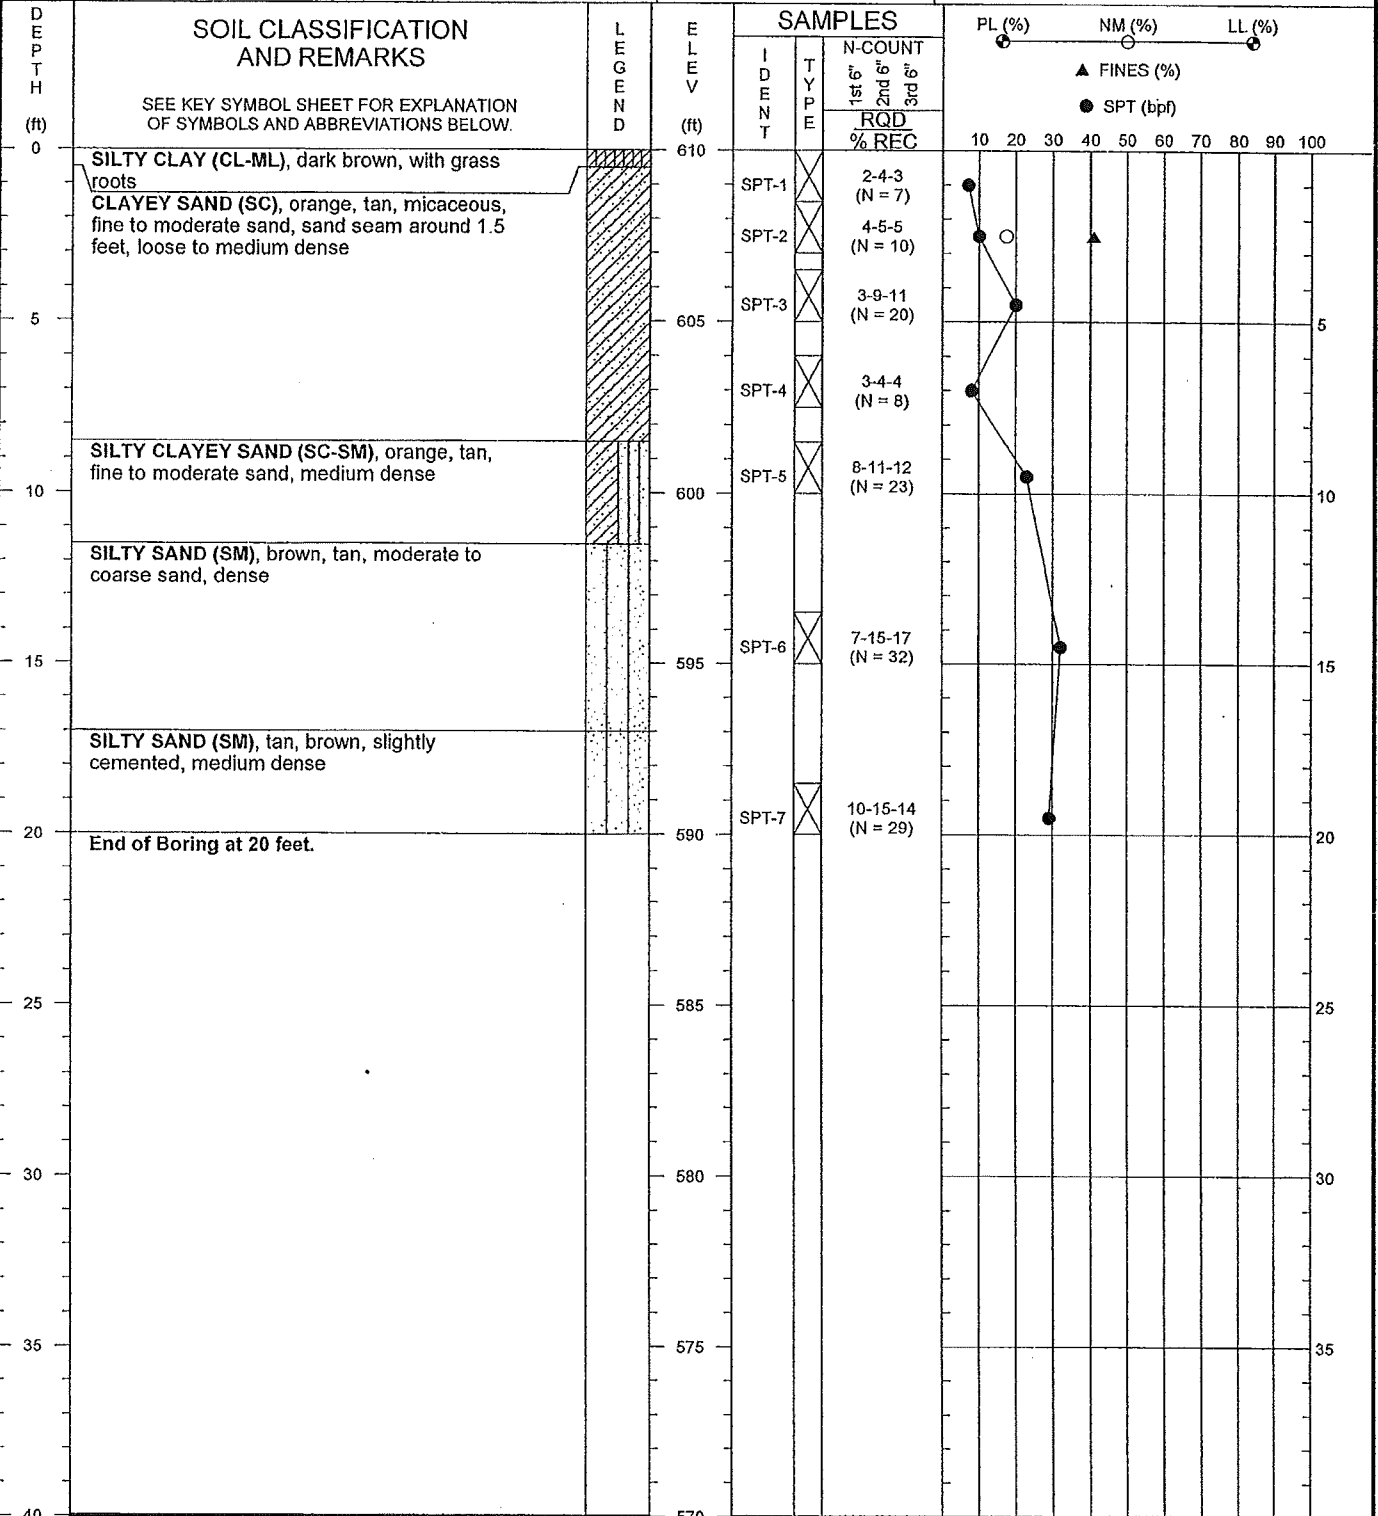 DEPTH
(ft)
SOIL CLASSIFICATION
AND REMARKS
SEE KEY SYMBOL SHEET FOR EXPLANATION
OF SYMBOLS AND ABBREVIATIONS BELOW.
LEGEND
ELEV
(ft)
SAMPLES
IDENT
TYPE
N-COUNT
1st 6"
2nd 6"
3rd 6"
RQD
% REC
PL (%)
NM (%)
LL (%)
▲ FINES (%)
● SPT (bpf)
10 20 30 40 50 60 70 80 90 100
0
SILTY CLAY (CL-ML), dark brown, with grass
roots
610
CLAYEY SAND (SC), orange, tan, micaceous,
fine to moderate sand, sand seam around 1.5
feet, loose to medium dense
SPT-1
2-4-3
(N = 7)
SPT-2
4-5-5
(N = 10)
5
605
SPT-3
3-9-11
(N = 20)
5
SPT-4
3-4-4
(N = 8)
SILTY CLAYEY SAND (SC-SM), orange, tan,
fine to moderate sand, medium dense
10
600
SPT-5
8-11-12
(N = 23)
10
SILTY SAND (SM), brown, tan, moderate to
coarse sand, dense
15
595
SPT-6
7-15-17
(N = 32)
15
SILTY SAND (SM), tan, brown, slightly
cemented, medium dense
20
590
SPT-7
10-15-14
(N = 29)
20
End of Boring at 20 feet.
25
585
25
30
580
30
35
575
35
40
570